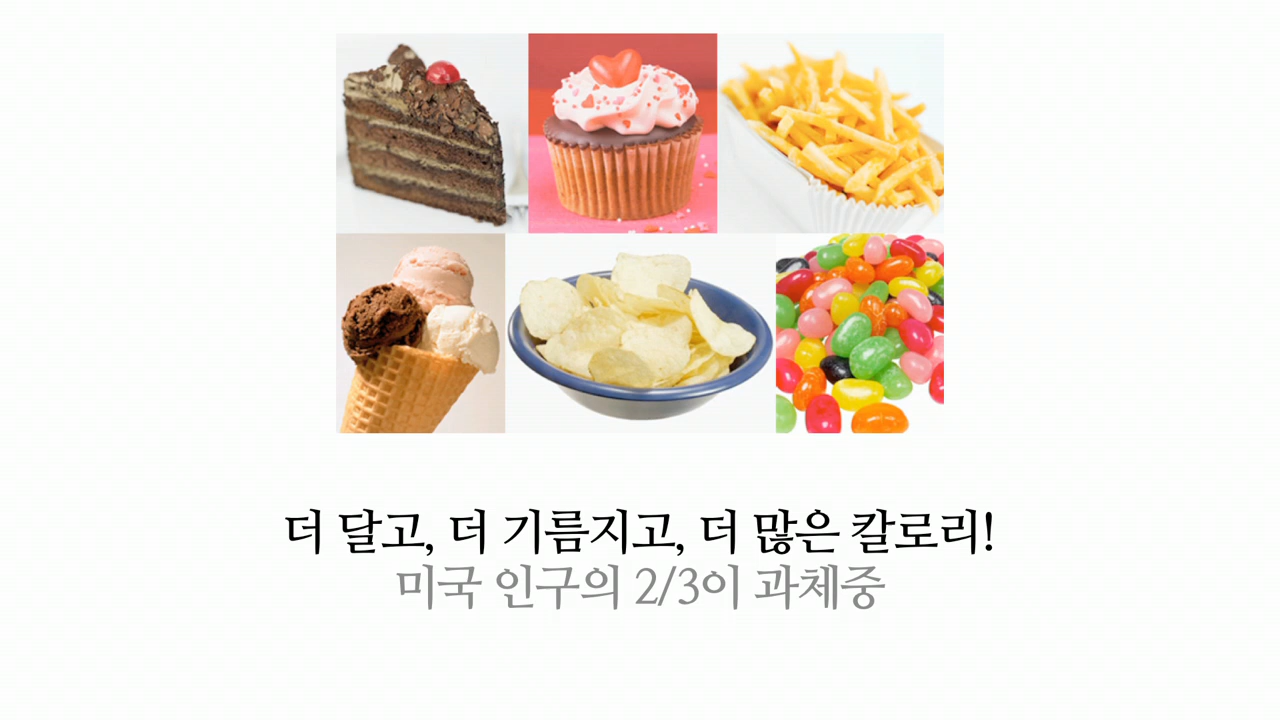 더 달고, 더 기름지고, 더 많은 칼로리!
미국 인구의 2/3이 과체중